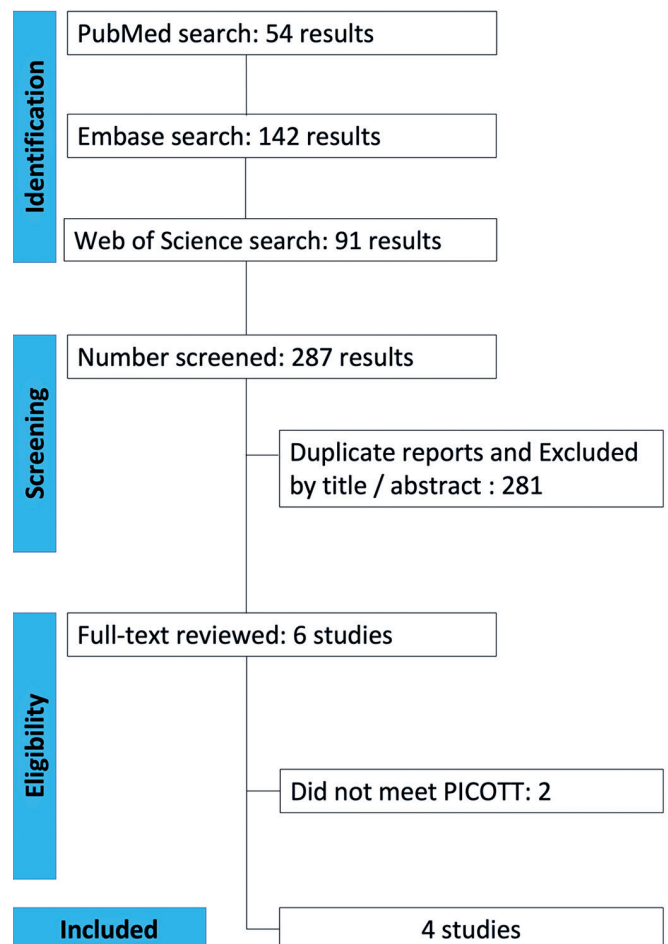 Identification
PubMed search: 54 results
Embase search: 142 results
Web of Science search: 91 results
Screening
Number screened: 287 results
Duplicate reports and Excluded
by title / abstract : 281
Eligibility
Full-text reviewed: 6 studies
Did not meet PICOTT: 2
Included
4 studies